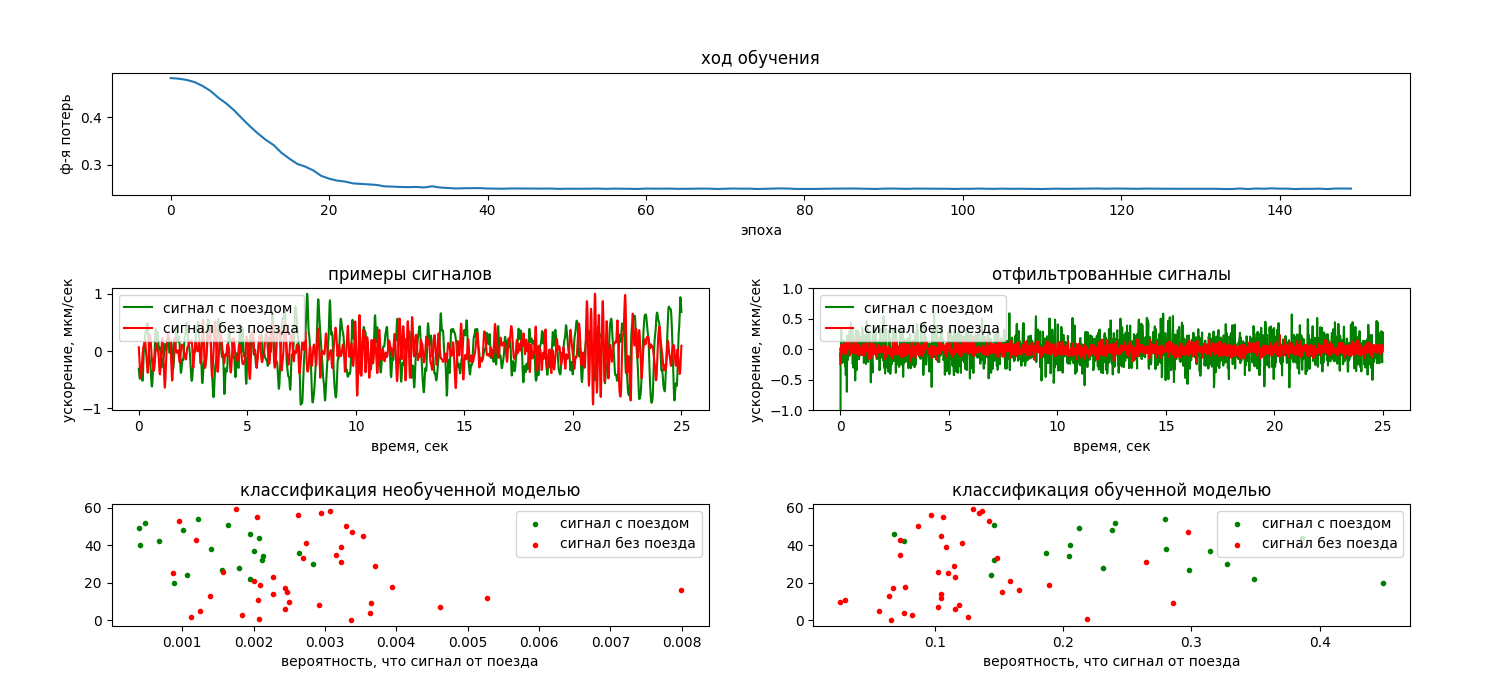 ход обучения
ф-я потерь
0.4
0.3
0 20 40 60 80 100 120 140
эпоха
примеры сигналов
ускорение, мкм/сек
1
0
−1
сигнал с поездом
сигнал без поезда
0 5 10 15 20 25
время, сек
отфильтрованные сигналы
ускорение, мкм/сек
1.0
0.5
0.0
−0.5
−1.0
сигнал с поездом
сигнал без поезда
0 5 10 15 20 25
время, сек
классификация необученной моделью
60
40
20
0
сигнал с поездом
сигнал без поезда
0.001 0.002 0.003 0.004 0.005 0.006 0.007 0.008
вероятность, что сигнал от поезда
классификация обученной моделью
60
40
20
0
сигнал с поездом
сигнал без поезда
0.1 0.2 0.3 0.4
вероятность, что сигнал от поезда